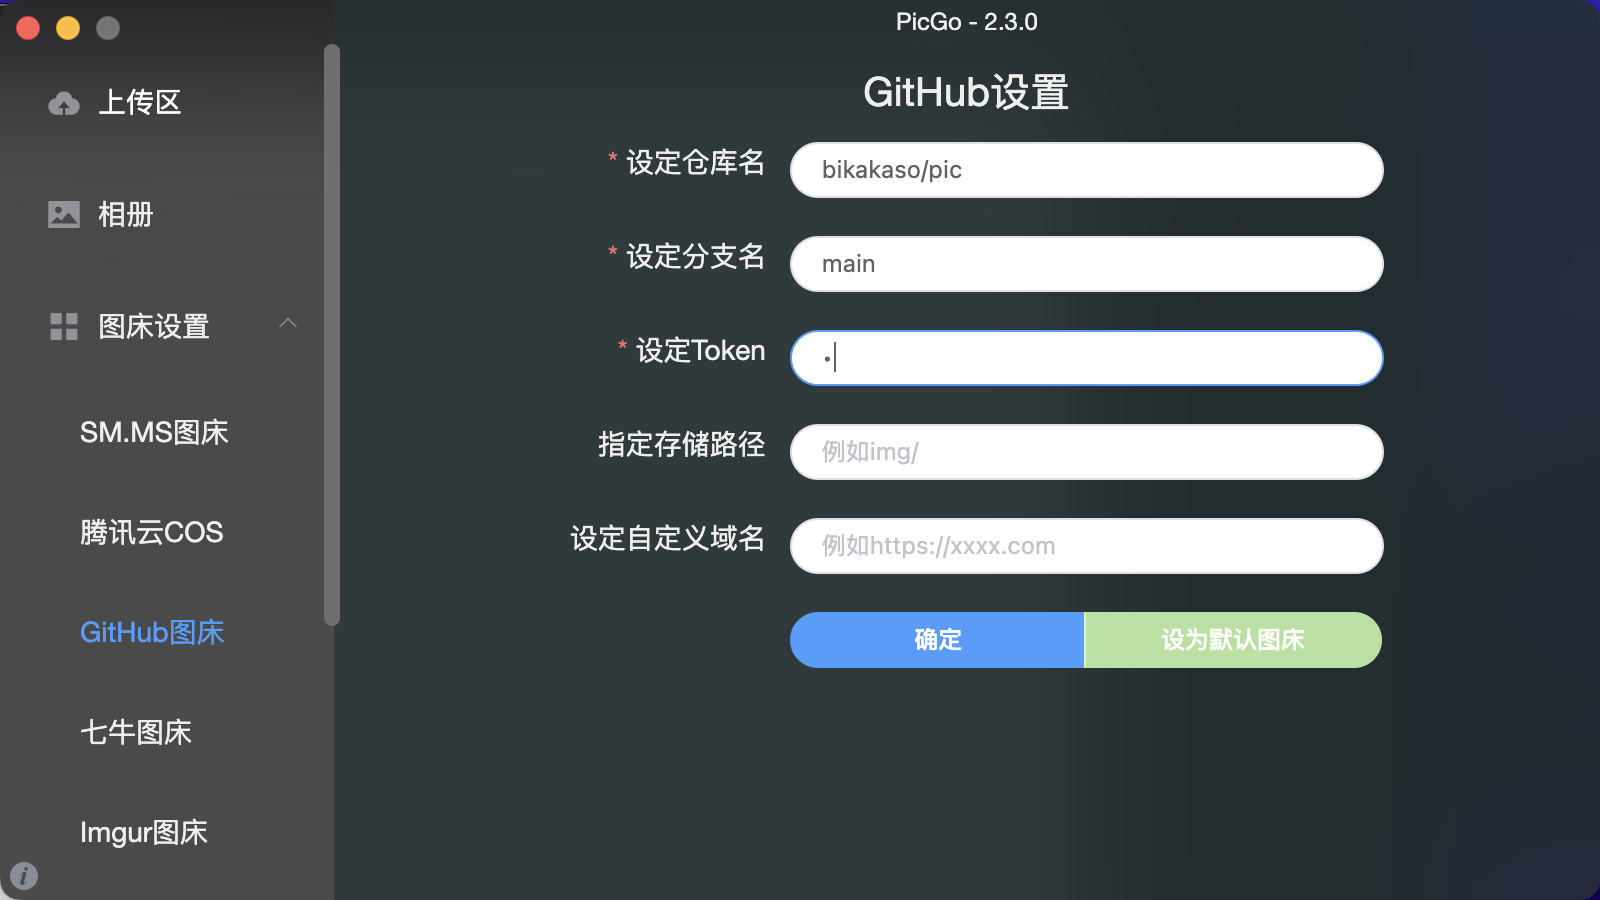 PicGo - 2.3.0
上传区
相册
图床设置
SM.MS图床
腾讯云COS
GitHub图床
七牛图床
Imgur图床
GitHub设置
* 设定仓库名
bikakaso/pic
* 设定分支名
main
* 设定Token
•
指定存储路径
例如img/
设定自定义域名
例如https://xxxx.com
确定
设为默认图床